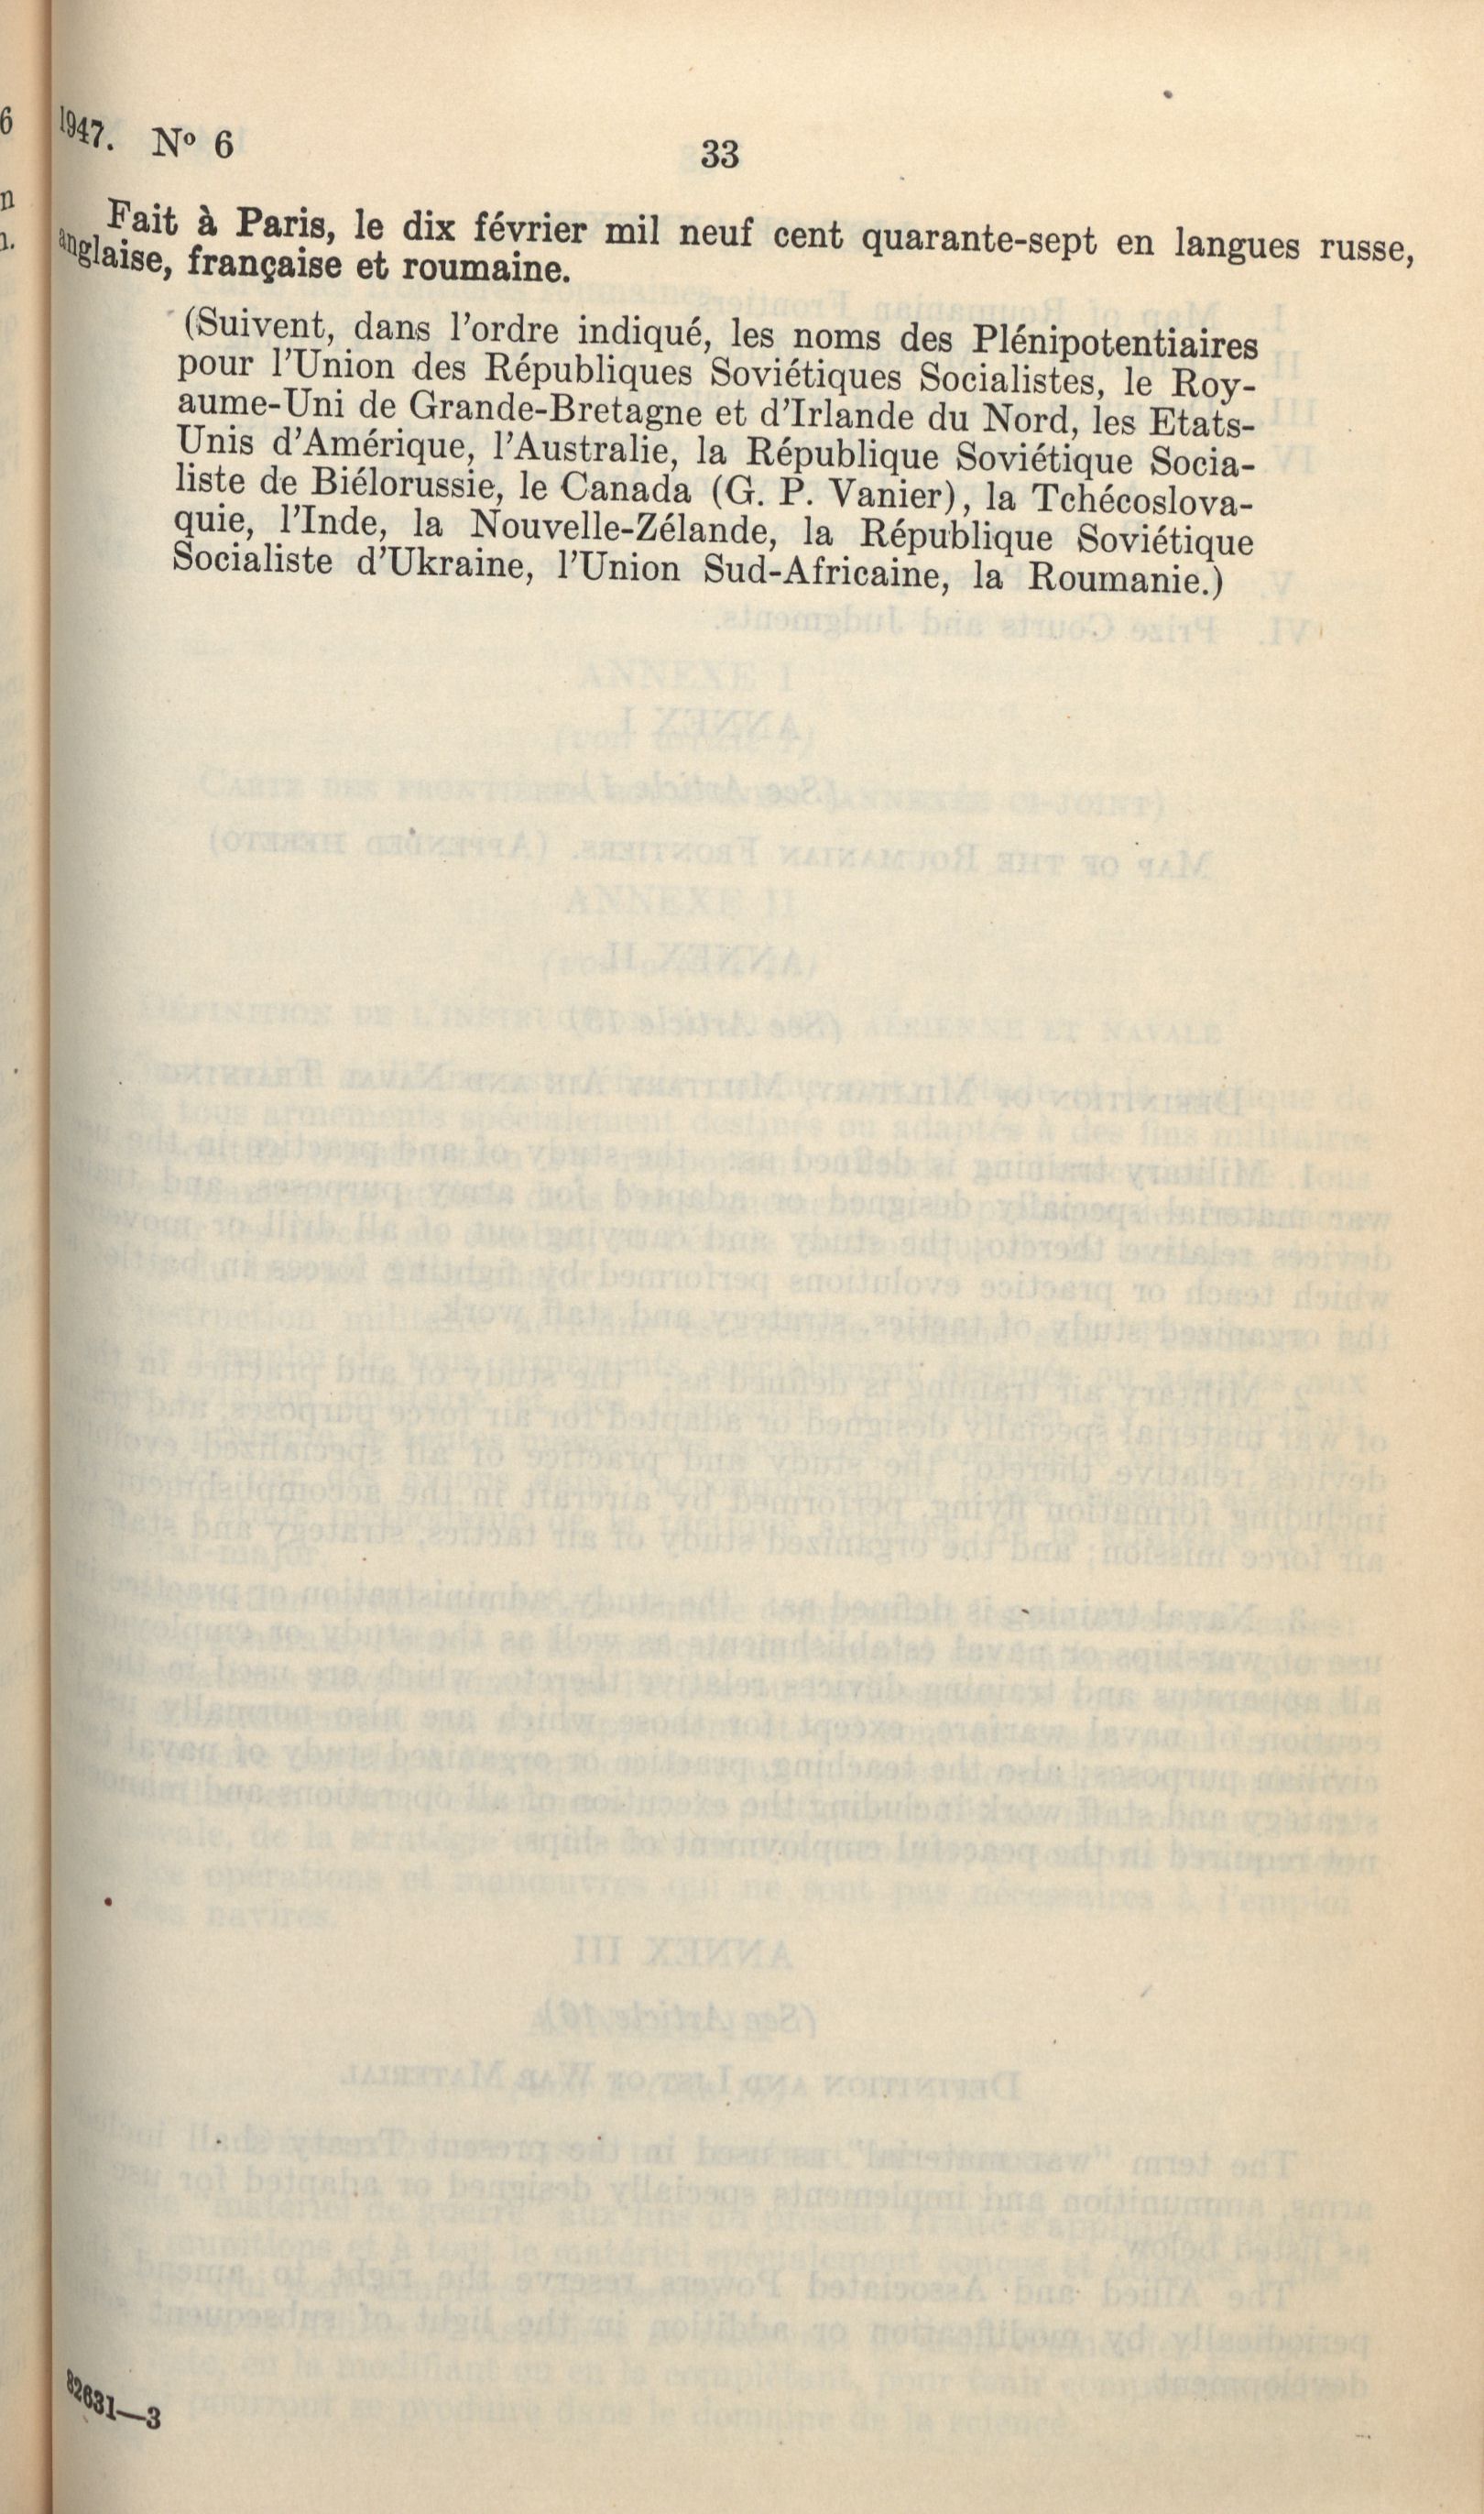 1947. Nº 6
33
Fait à Paris, le dix février mil neuf cent quarante-sept en langues russe,
anglaise, française et roumaine.
(Suivent, dans l'ordre indiqué, les noms des Plénipotentiaires
pour l'Union des Républiques Soviétiques Socialistes, le Roy-
aume-Uni de Grande-Bretagne et d'Irlande du Nord, les Etats-
Unis d'Amérique, l'Australie, la République Soviétique Socia-
liste de Biélorussie, le Canada (G. P. Vanier), la Tchécoslova-
quie, l'Inde, la Nouvelle-Zélande, la République Soviétique
Socialiste d'Ukraine, l'Union Sud-Africaine, la Roumanie.)
82631—3